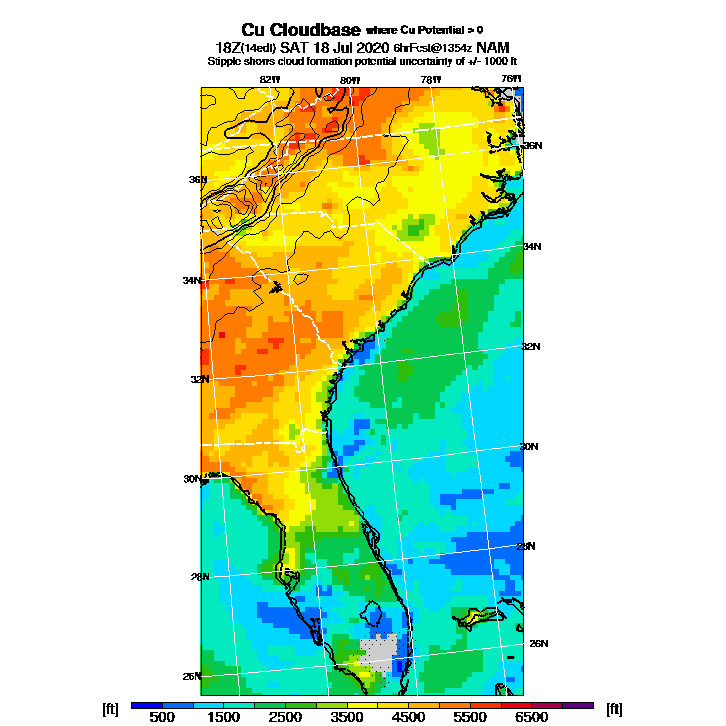 Cu Cloudbase where Cu Potential > 0
18Z(14edt) SAT 18 Jul 2020 6hrFcst@1354z NAM
Stipple shows cloud formation potential uncertainty of +/- 1000 ft
82W 80W 78W 76W
36N
36N
34N
34N
32N
32N
30N
30N
28N
28N
26N
26N
[ft] 500 1500 2500 3500 4500 5500 6500 [ft]